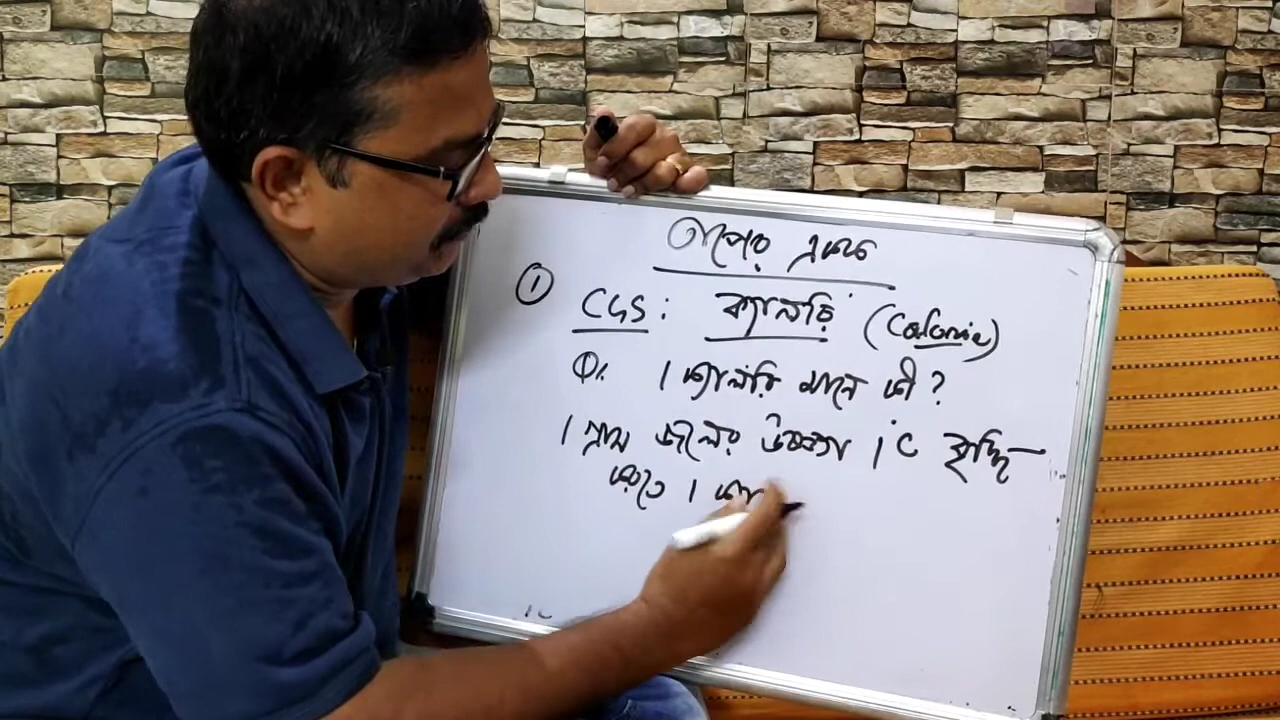 তাপের একক
① CGS: ক্যালরি (Calorie)
Q. 1 ক্যালরি মানে কী?
1 গ্রাম জলের উষ্ণতা 1°C বৃদ্ধি
করতে 1 ক্যা